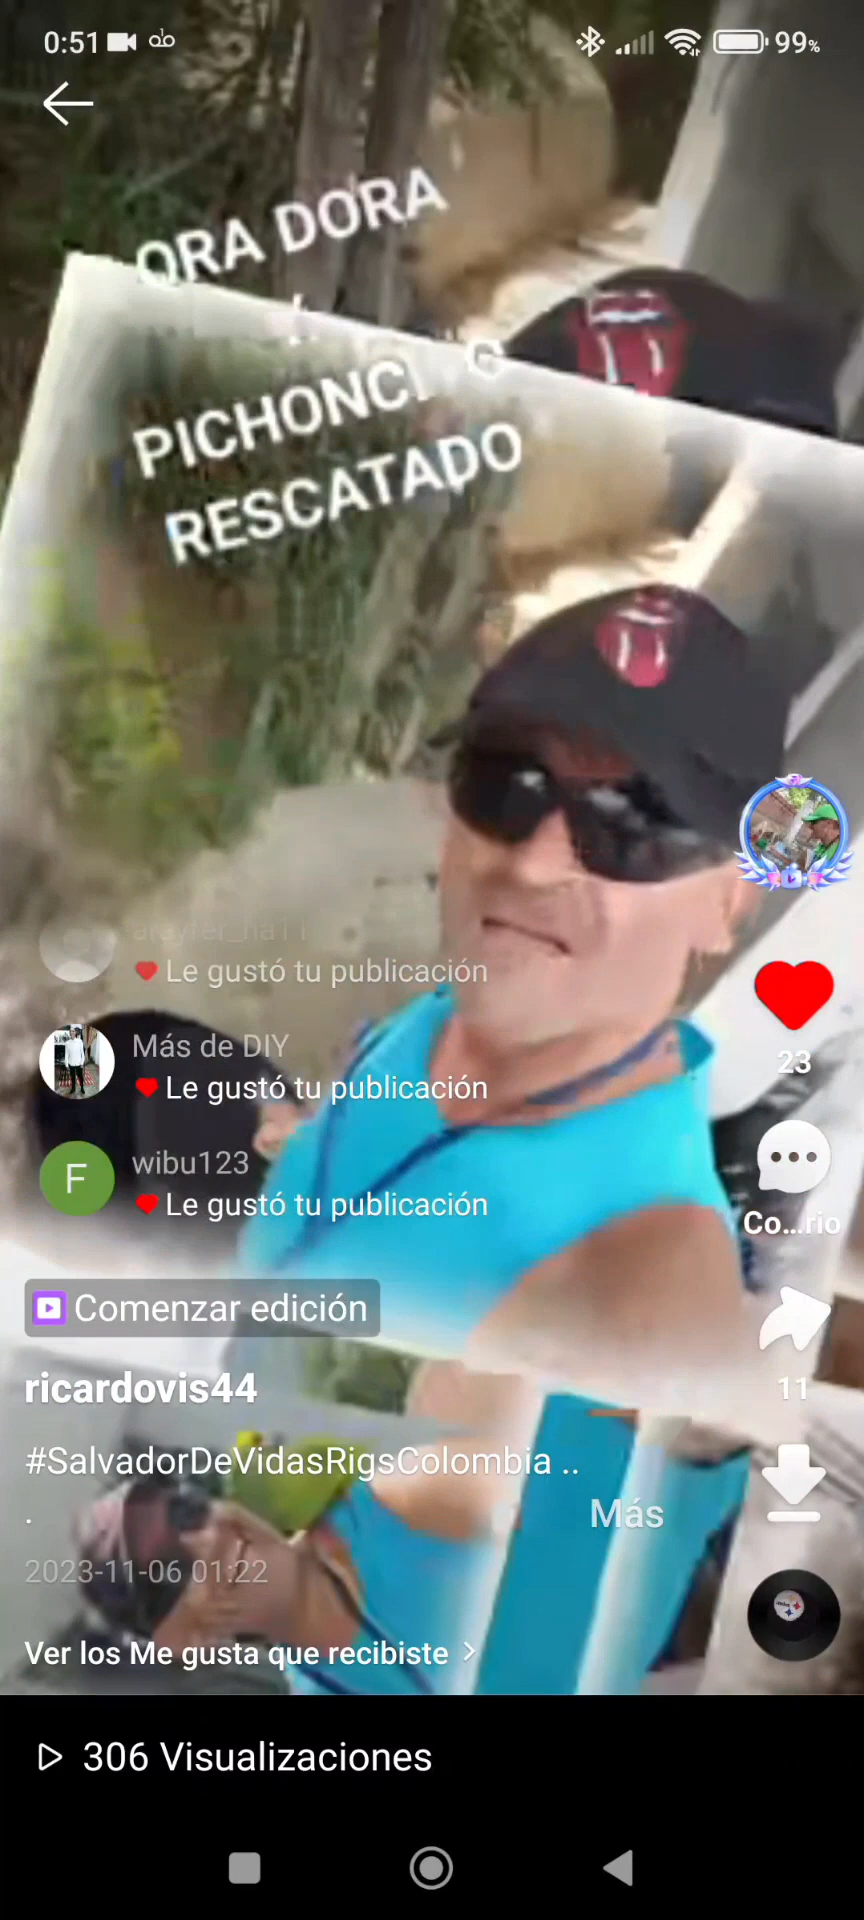 0:51
99%
ORA DORA
RESCATADO
Le gustó tu publicación
Más de DIY
Le gustó tu publicación
F
wibu123
Le gustó tu publicación
23
Co...rio
Comenzar edición
ricardovis44
11
#SalvadorDeVidasRigsColombia ..
.
Más
2023-11-06 01:22
Ver los Me gusta que recibiste >
306 Visualizaciones